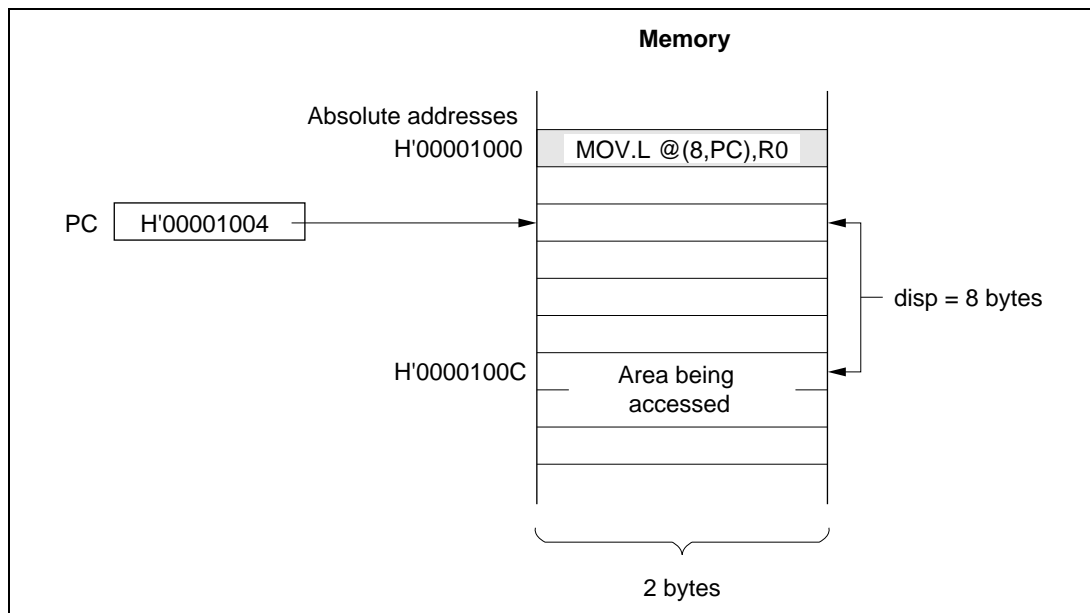 Memory
Absolute addresses
H'00001000
MOV.L @(8,PC),R0
PC
H'00001004
disp = 8 bytes
H'0000100C
Area being
accessed
2 bytes